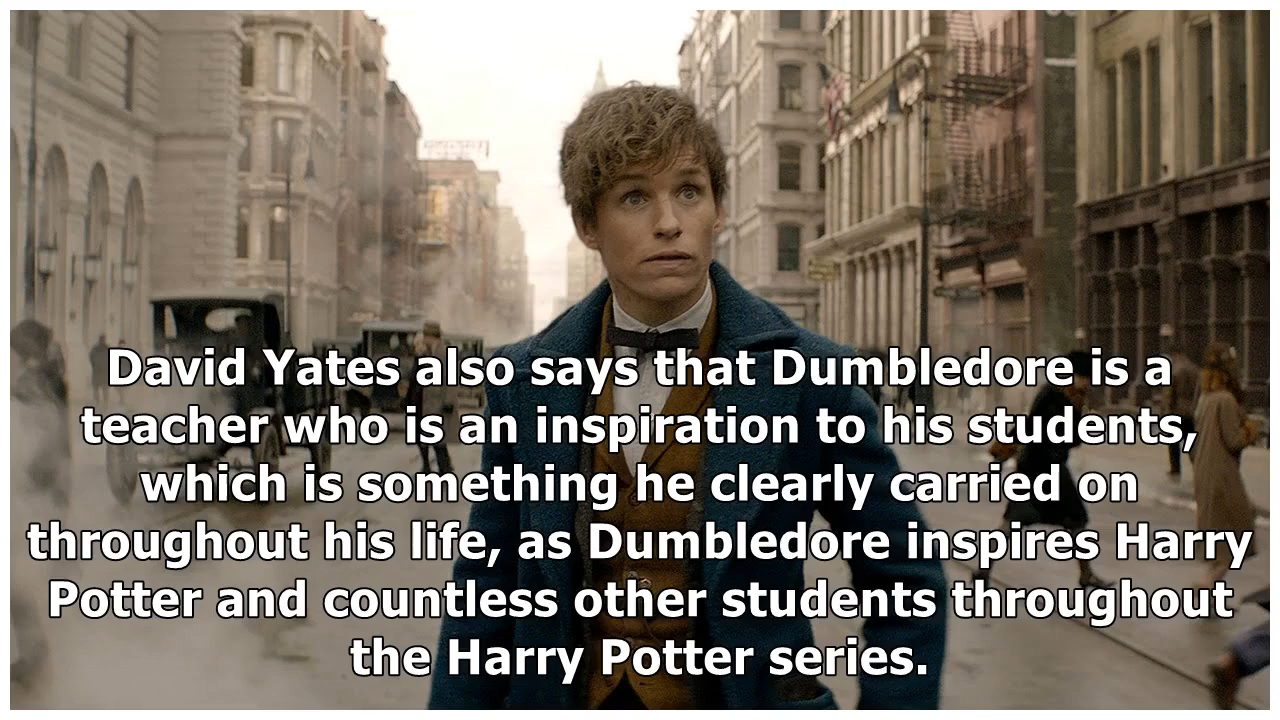 David Yates also says that Dumbledore is a
teacher who is an inspiration to his students,
which is something he clearly carried on
throughout his life, as Dumbledore inspires Harry
Potter and countless other students throughout
the Harry Potter series.